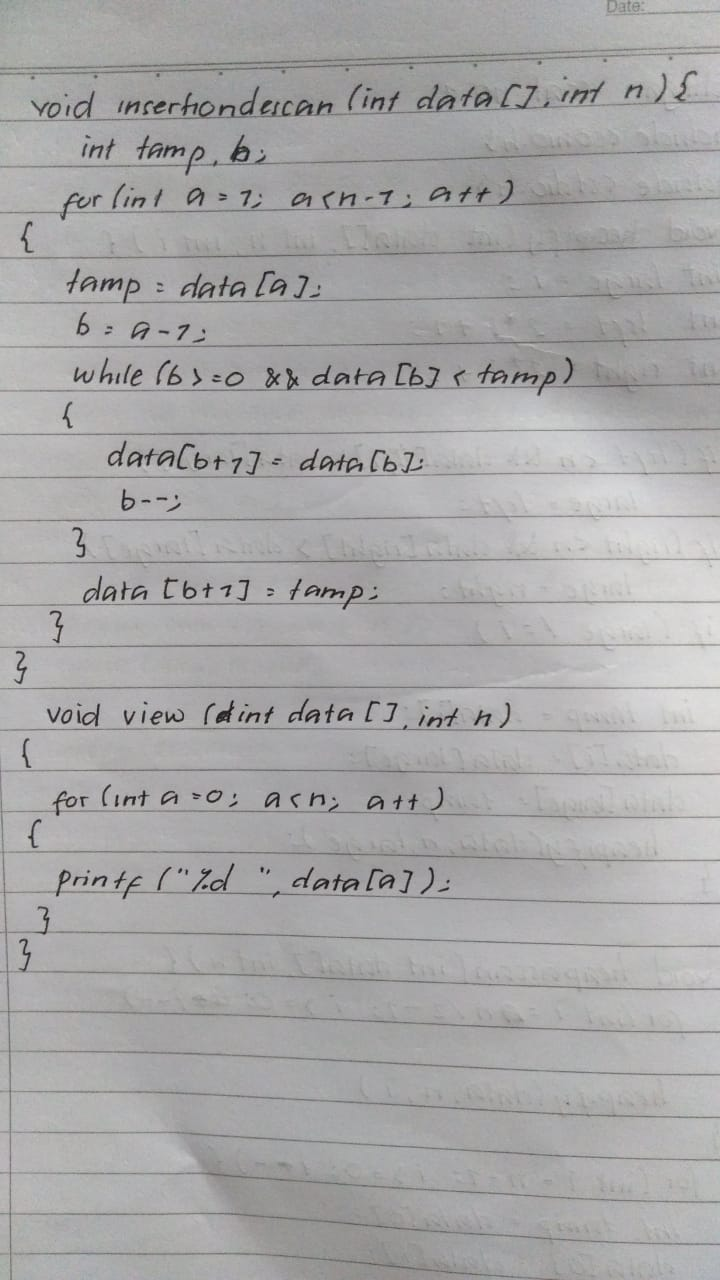 Date:
void insertiondescan (int data[], int n) {
int tamp, b;
for (int a = 1; a<n-1; a++)
{
tamp = data[a];
b = a-1;
while (b>=0 && data[b] < tamp)
{
data[b+1] = data[b];
b--;
}
data [b+1] = tamp;
}
}
void view (int data [], int n)
{
for (int a=0; a<n; a++)
{
printf ("%d ", data[a]);
}
}